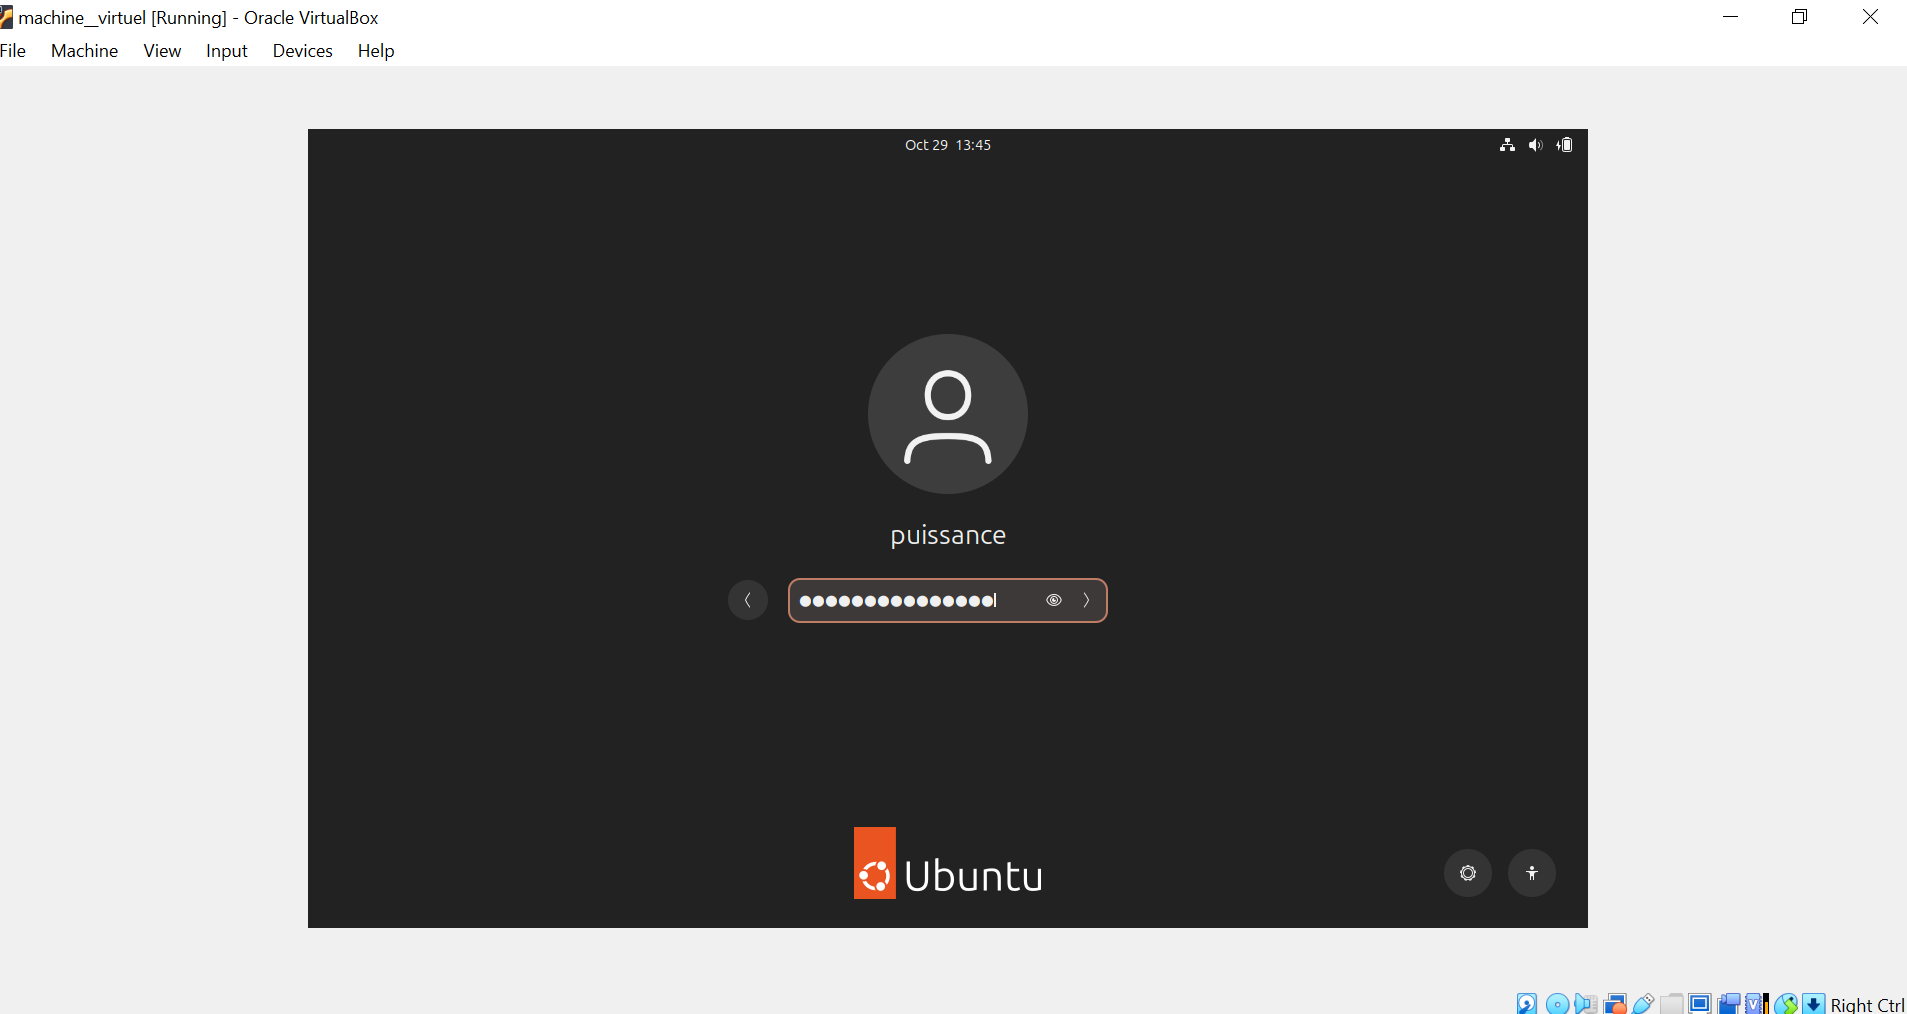 machine__virtuel [Running] - Oracle VirtualBox
File Machine View Input Devices Help
Oct 29 13:45
puissance
Ubuntu
Right Ctrl